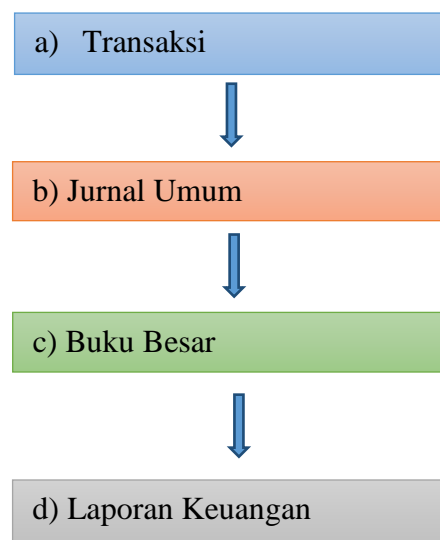 a) Transaksi
b) Jurnal Umum
c) Buku Besar
d) Laporan Keuangan